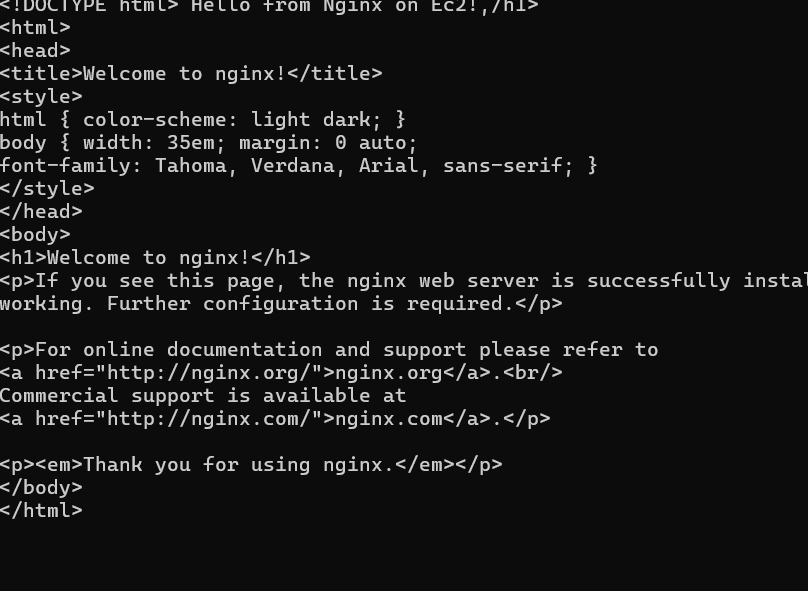 <!DOCTYPE html> Hello from Nginx on Ec2!,/h1>
<html>
<head>
<title>Welcome to nginx!</title>
<style>
html { color-scheme: light dark; }
body { width: 35em; margin: 0 auto;
font-family: Tahoma, Verdana, Arial, sans-serif; }
</style>
</head>
<body>
<h1>Welcome to nginx!</h1>
<p>If you see this page, the nginx web server is successfully instal
working. Further configuration is required.</p>

<p>For online documentation and support please refer to
<a href="http://nginx.org/">nginx.org</a>.<br/>
Commercial support is available at
<a href="http://nginx.com/">nginx.com</a>.</p>

<p><em>Thank you for using nginx.</em></p>
</body>
</html>